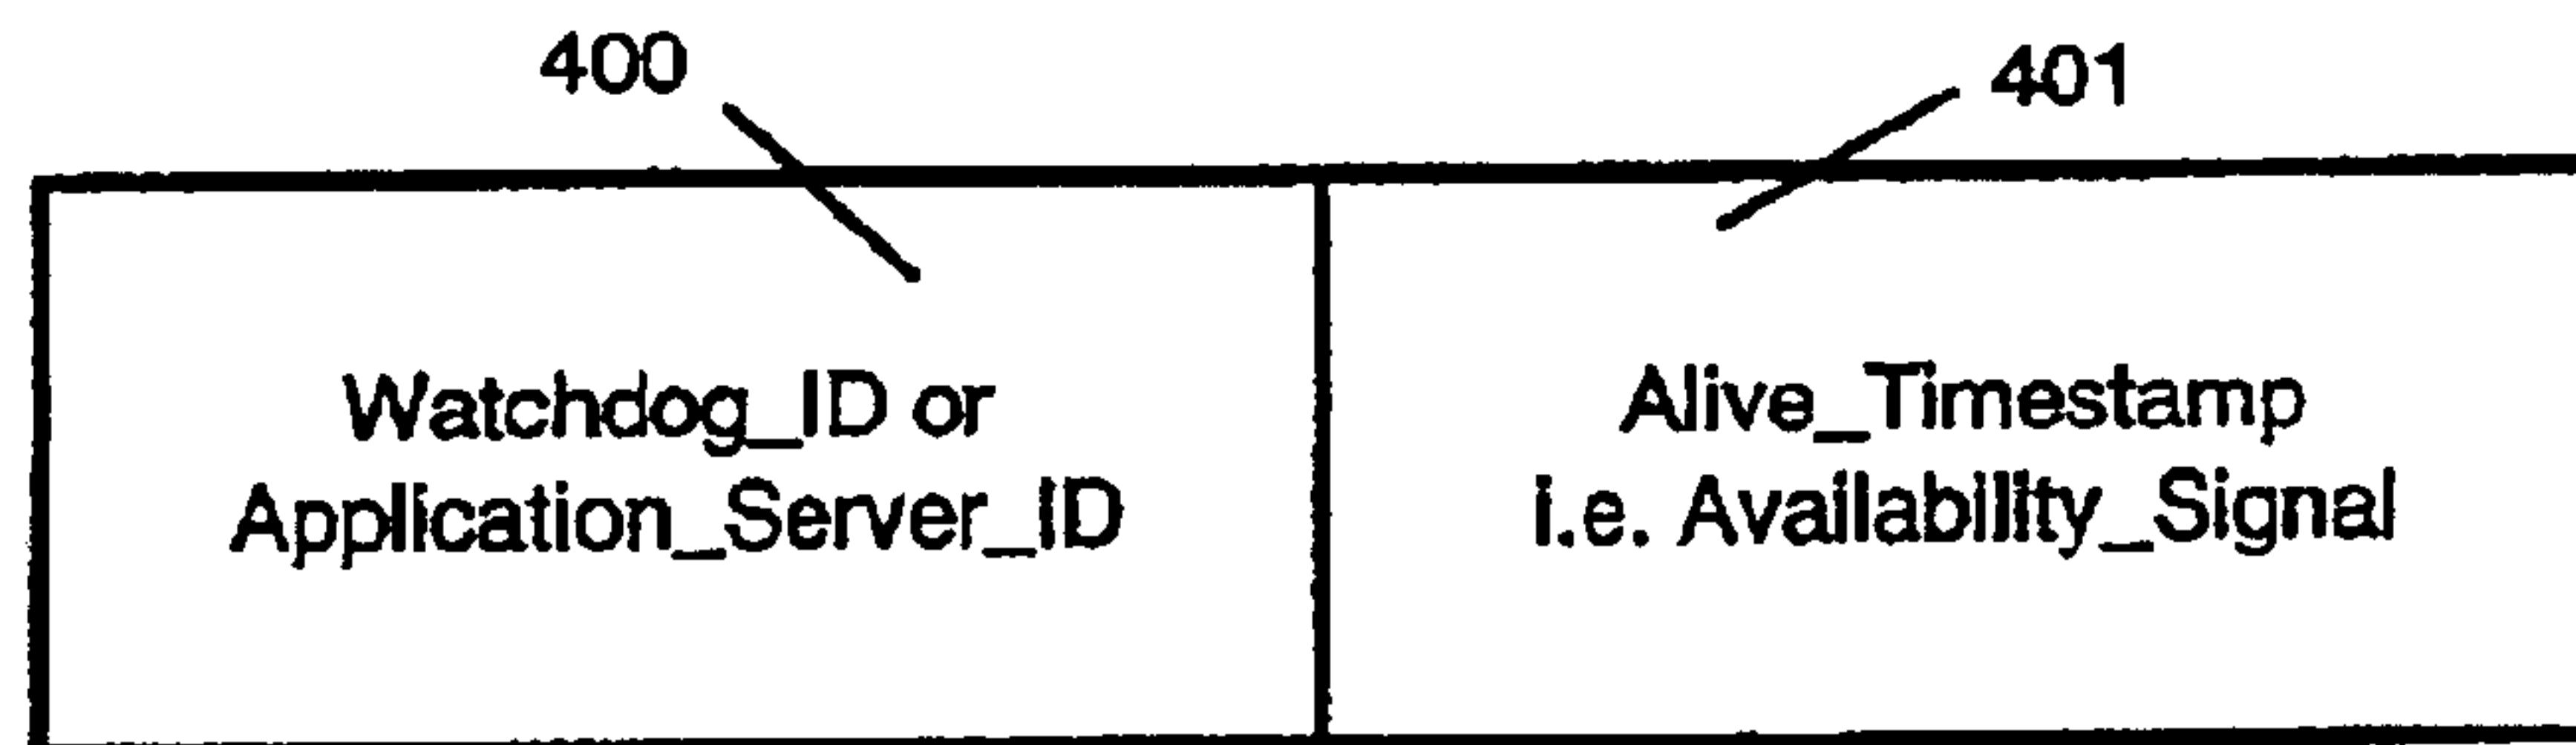 400
401
Watchdog_ID or
Application_Server_ID
Alive_Timestamp
i.e. Availability_Signal